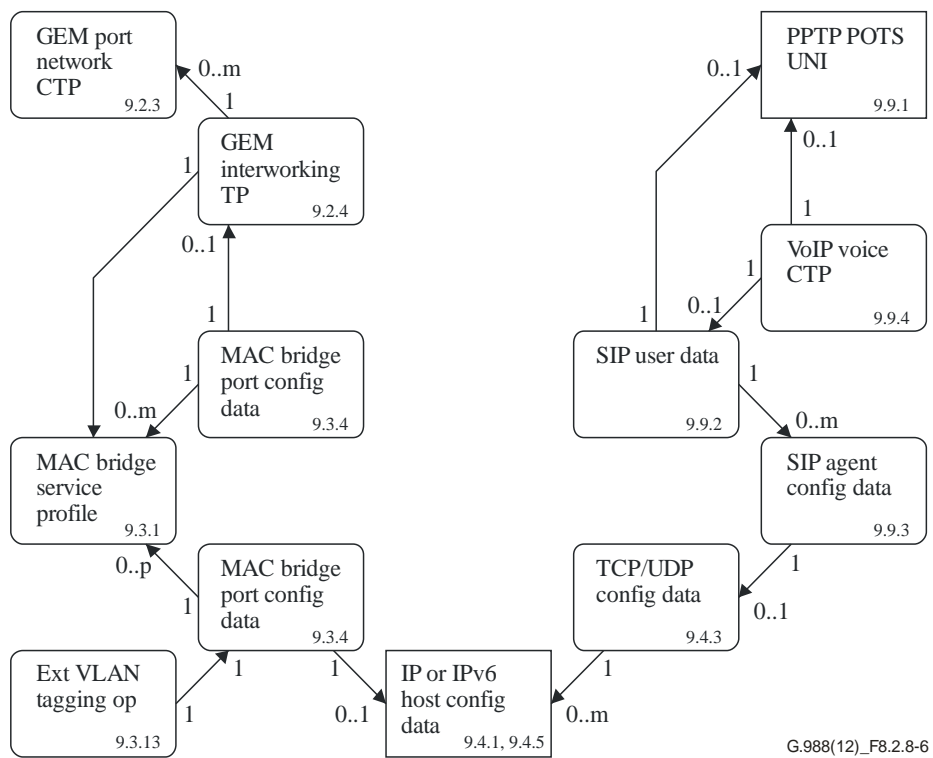 GEM port
network
CTP
9.2.3
0..m
1
GEM
interworking
TP
9.2.4
1
0..1
1
MAC bridge
port config
data
9.3.4
1
0..m
MAC bridge
service
profile
9.3.1
0..p
1
MAC bridge
port config
data
9.3.4
Ext VLAN
tagging op
9.3.13
1
1
1
0..1
IP or IPv6
host config
data
9.4.1, 9.4.5
PPTP POTS
UNI
9.9.1
0..1
0..1
1
VoIP voice
CTP
9.9.4
1
0..1
1
SIP user data
9.9.2
1
0..m
SIP agent
config data
9.9.3
1
0..1
TCP/UDP
config data
9.4.3
1
0..m
G.988(12)_F8.2.8-6